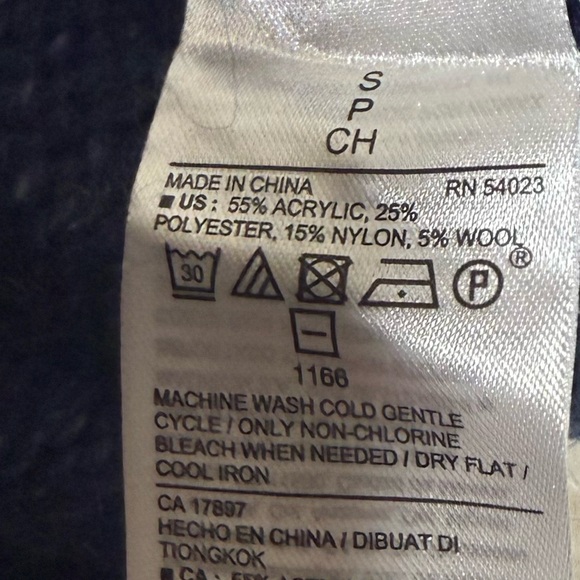 S
P
CH
MADE IN CHINA RN 54023
US: 55% ACRYLIC, 25%
POLYESTER, 15% NYLON, 5% WOOL
30 P ®
1166
MACHINE WASH COLD GENTLE
CYCLE / ONLY NON-CHLORINE
BLEACH WHEN NEEDED / DRY FLAT /
COOL IRON
CA 17897
HECHO EN CHINA / DIBUAT DI
TIONGKOK
CA: 55%